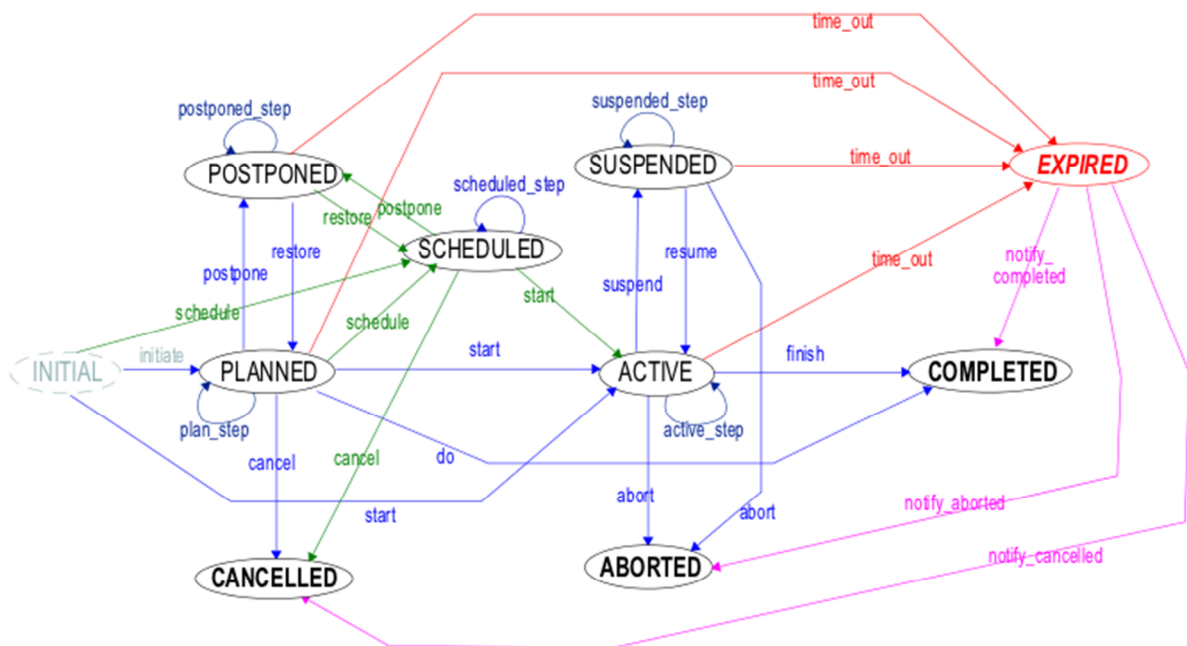 time_out
time_out
postponed_step
suspended_step
POSTPONED
SUSPENDED
time_out
EXPIRED
scheduled_step
postpone
restore
SCHEDULED
restore
resume
postpone
suspend
time_out
notify_
completed
start
schedule
schedule
INITIAL
initiate
PLANNED
start
ACTIVE
finish
COMPLETED
plan_step
active_step
cancel
cancel
do
abort
abort
start
notify_aborted
notify_cancelled
CANCELLED
ABORTED